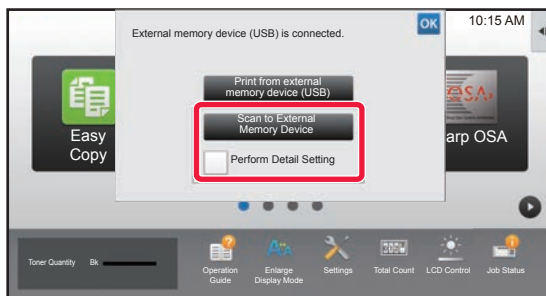 External memory device (USB) is connected.
OK
10:15 AM
Print from external
memory device (USB)
Scan to External
Memory Device
Perform Detail Setting
Easy
Copy
arp OSA
Toner Quantity
Bk
Operation
Guide
Enlarge
Display Mode
Settings
Total Count
LCD Control
Job Status